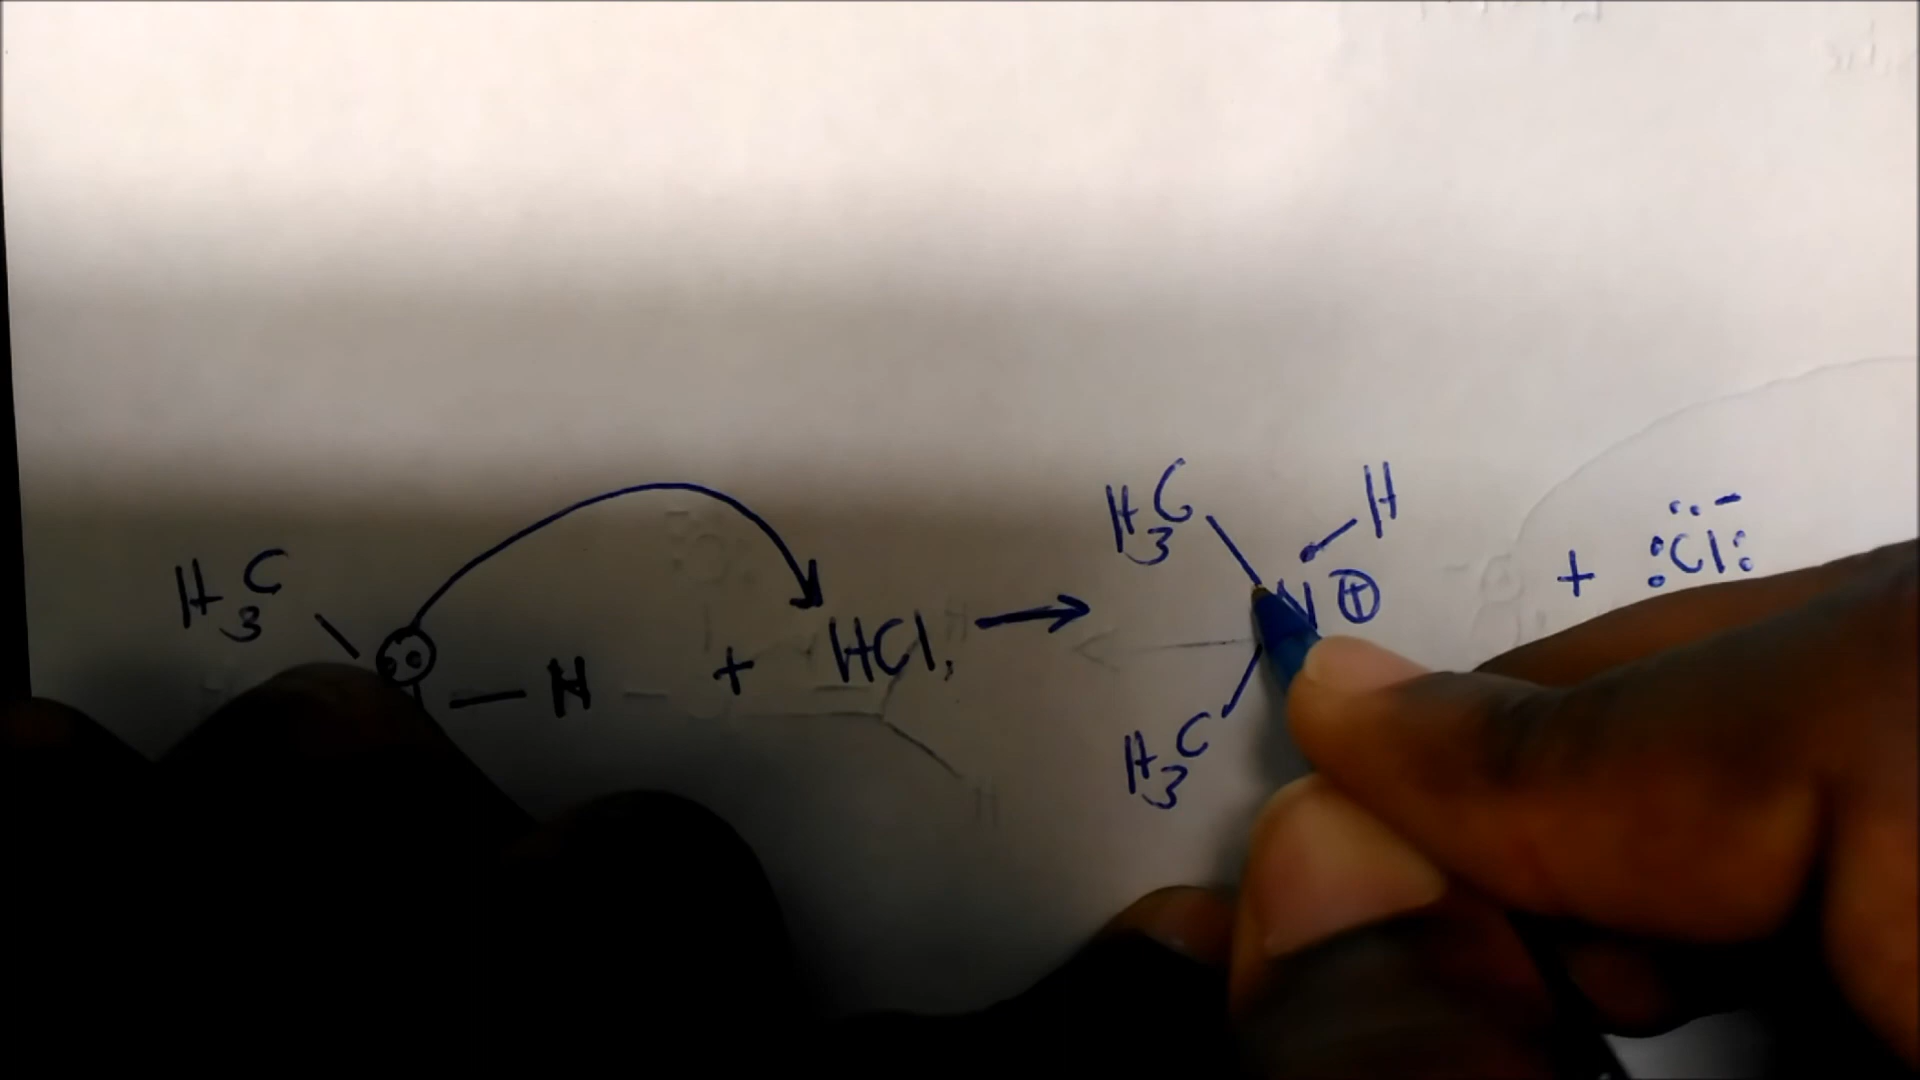 H3C — H + HCl, → H3C N ⊕ H + :Cl: -
H3C